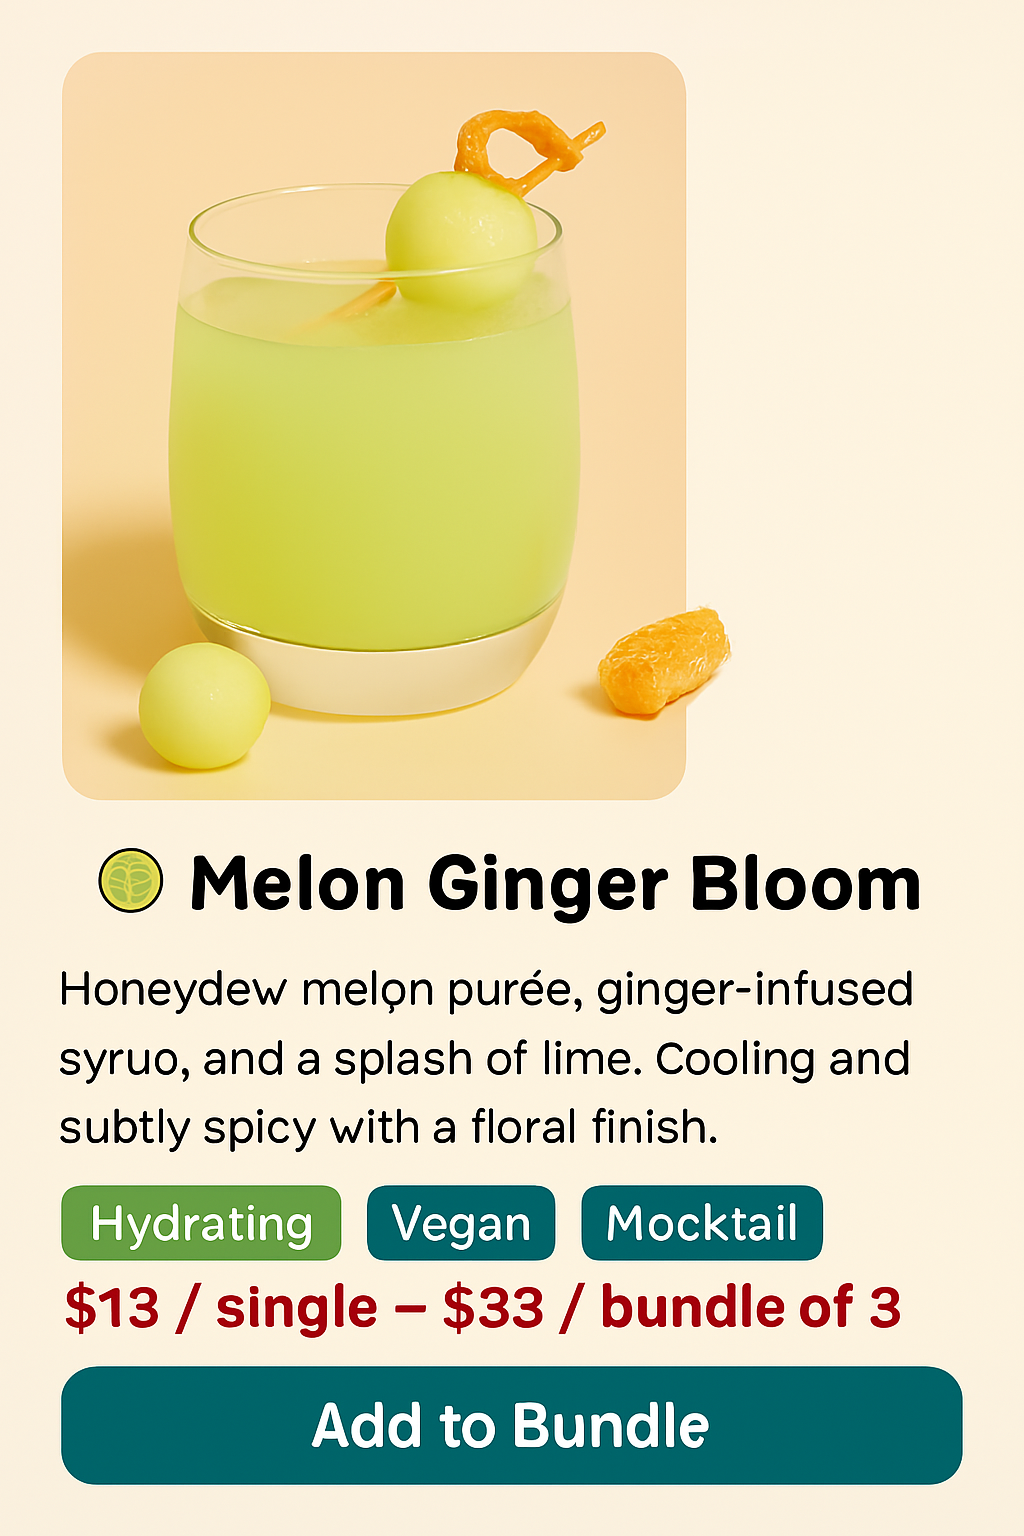 Melon Ginger Bloom
Honeydew melọn purée, ginger-infused
syruo, and a splash of lime. Cooling and
subtly spicy with a floral finish.
Hydrating Vegan Mocktail
$13 / single – $33 / bundle of 3
Add to Bundle